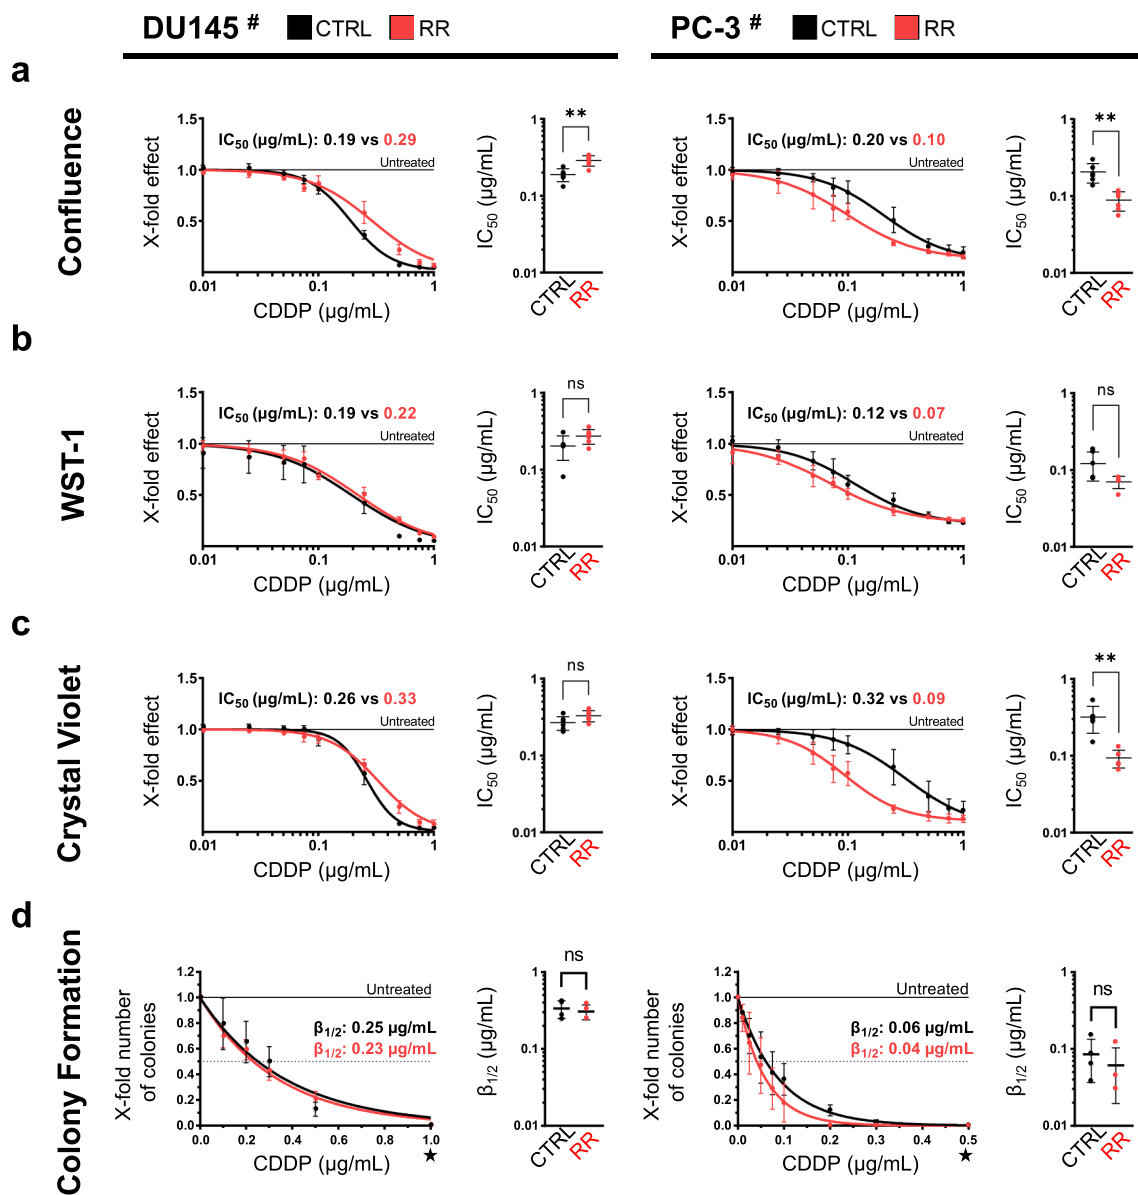 DU145 # CTRL RR
PC-3 # CTRL RR
a
Confluence
X-fold effect
1.5
1.0
0.5
IC50 (µg/mL): 0.19 vs 0.29
Untreated
0.01 0.1 1
CDDP (µg/mL)
IC50 (µg/mL)
1
0.1
0.01
**
CTRL
RR
X-fold effect
1.5
1.0
0.5
IC50 (µg/mL): 0.20 vs 0.10
Untreated
0.01 0.1 1
CDDP (µg/mL)
IC50 (µg/mL)
1
0.1
0.01
**
CTRL
RR
b
WST-1
X-fold effect
1.5
1.0
0.5
IC50 (µg/mL): 0.19 vs 0.22
Untreated
0.01 0.1 1
CDDP (µg/mL)
IC50 (µg/mL)
1
0.1
0.01
ns
CTRL
RR
X-fold effect
1.5
1.0
0.5
IC50 (µg/mL): 0.12 vs 0.07
Untreated
0.01 0.1 1
CDDP (µg/mL)
IC50 (µg/mL)
1
0.1
0.01
ns
CTRL
RR
c
Crystal Violet
X-fold effect
1.5
1.0
0.5
IC50 (µg/mL): 0.26 vs 0.33
Untreated
0.01 0.1 1
CDDP (µg/mL)
IC50 (µg/mL)
1
0.1
0.01
ns
CTRL
RR
X-fold effect
1.5
1.0
0.5
IC50 (µg/mL): 0.32 vs 0.09
Untreated
0.01 0.1 1
CDDP (µg/mL)
IC50 (µg/mL)
1
0.1
0.01
**
CTRL
RR
d
Colony Formation
X-fold number
of colonies
1.2
1.0
0.8
0.6
0.4
0.2
0.0
Untreated
β1/2: 0.25 µg/mL
β1/2: 0.23 µg/mL
0.0 0.2 0.4 0.6 0.8 1.0
CDDP (µg/mL) ★
β1/2 (µg/mL)
1
0.1
0.01
ns
CTRL
RR
X-fold number
of colonies
1.2
1.0
0.8
0.6
0.4
0.2
0.0
Untreated
β1/2: 0.06 µg/mL
β1/2: 0.04 µg/mL
0.0 0.1 0.2 0.3 0.4 0.5
CDDP (µg/mL) ★
β1/2 (µg/mL)
1
0.1
0.01
ns
CTRL
RR